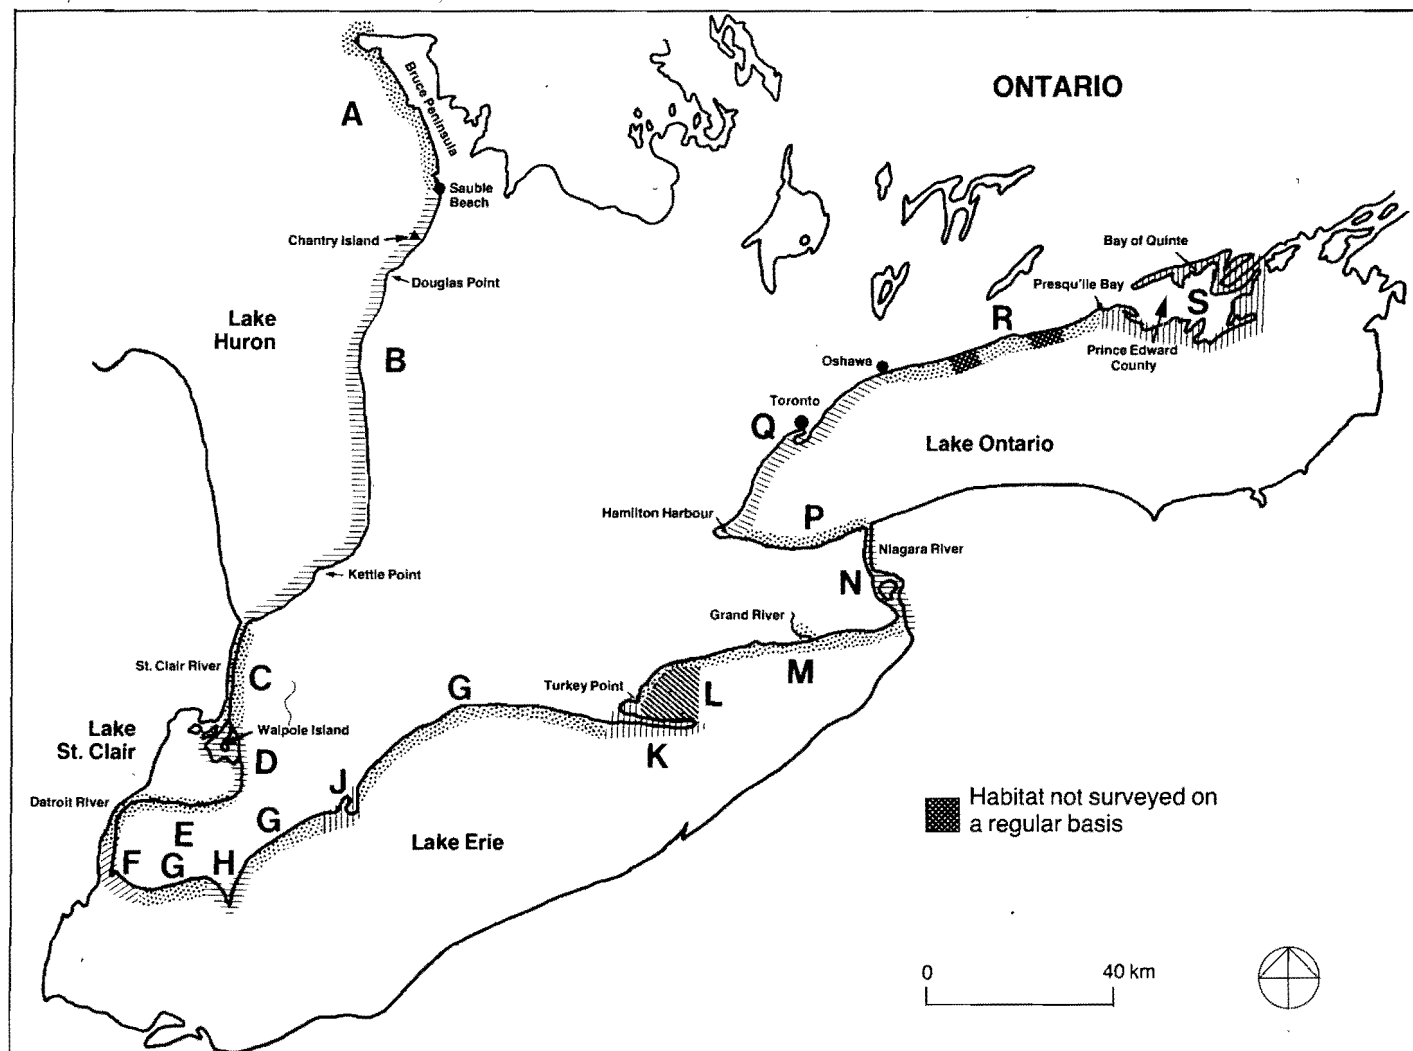 ONTARIO
A
Bruce Peninsula
Sauble
Beach
Chantry Island
Douglas Point
Lake
Huron
B
Kettle Point
Bay of Quinte
Presqu'ile Bay
S
R
Prince Edward
County
Oshawa
Toronto
Q
Lake Ontario
Hamilton Harbour
P
Niagara River
N
Grand River
M
St. Clair River
C
Turkey Point
L
G
K
Lake
St. Clair
Walpole Island
D
J
Datroit River
G
E
F
G
H
Lake Erie
Habitat not surveyed on
a regular basis
0 40 km